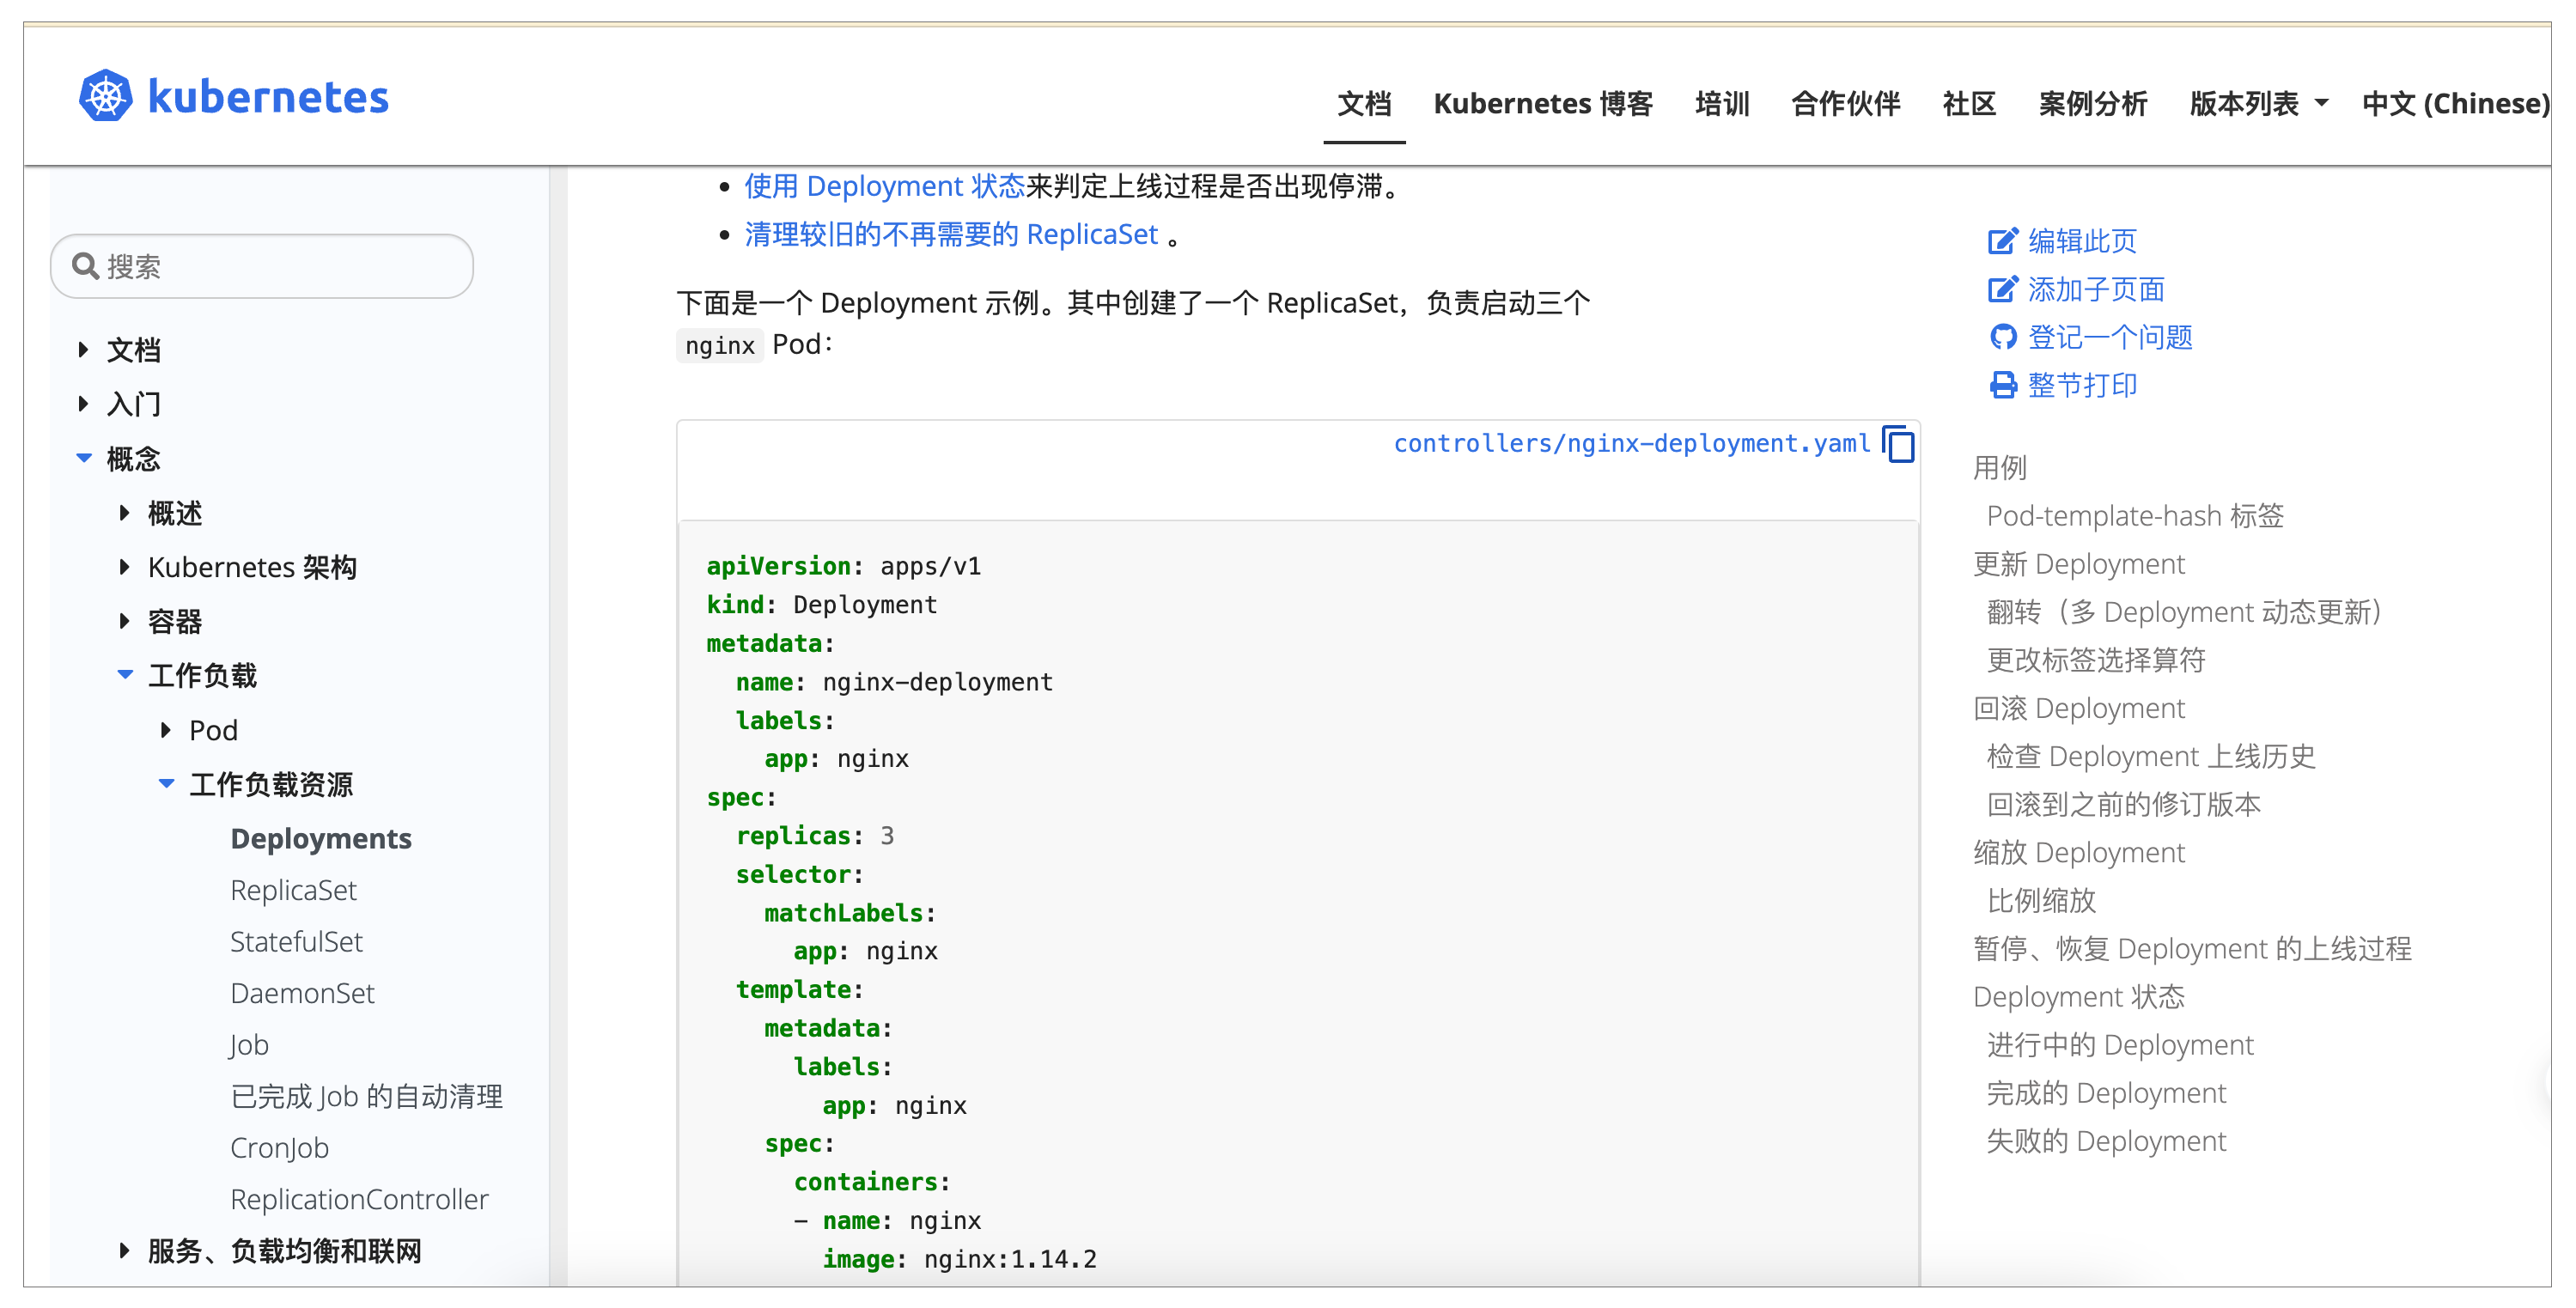 kubernetes
文档 Kubernetes 博客 培训 合作伙伴 社区 案例分析 版本列表 中文 (Chinese)
搜索
文档
入门
概念
概述
Kubernetes 架构
容器
工作负载
Pod
工作负载资源
Deployments
ReplicaSet
StatefulSet
DaemonSet
Job
已完成 Job 的自动清理
CronJob
ReplicationController
服务、负载均衡和联网
使用 Deployment 状态来判定上线过程是否出现停滞。
清理较旧的不再需要的 ReplicaSet 。
下面是一个 Deployment 示例。其中创建了一个 ReplicaSet，负责启动三个
nginx Pod：
controllers/nginx-deployment.yaml
apiVersion: apps/v1
kind: Deployment
metadata:
  name: nginx-deployment
  labels:
    app: nginx
spec:
  replicas: 3
  selector:
    matchLabels:
      app: nginx
  template:
    metadata:
      labels:
        app: nginx
    spec:
      containers:
      - name: nginx
        image: nginx:1.14.2
编辑此页
添加子页面
登记一个问题
整节打印
用例
Pod-template-hash 标签
更新 Deployment
翻转（多 Deployment 动态更新）
更改标签选择算符
回滚 Deployment
检查 Deployment 上线历史
回滚到之前的修订版本
缩放 Deployment
比例缩放
暂停、恢复 Deployment 的上线过程
Deployment 状态
进行中的 Deployment
完成的 Deployment
失败的 Deployment